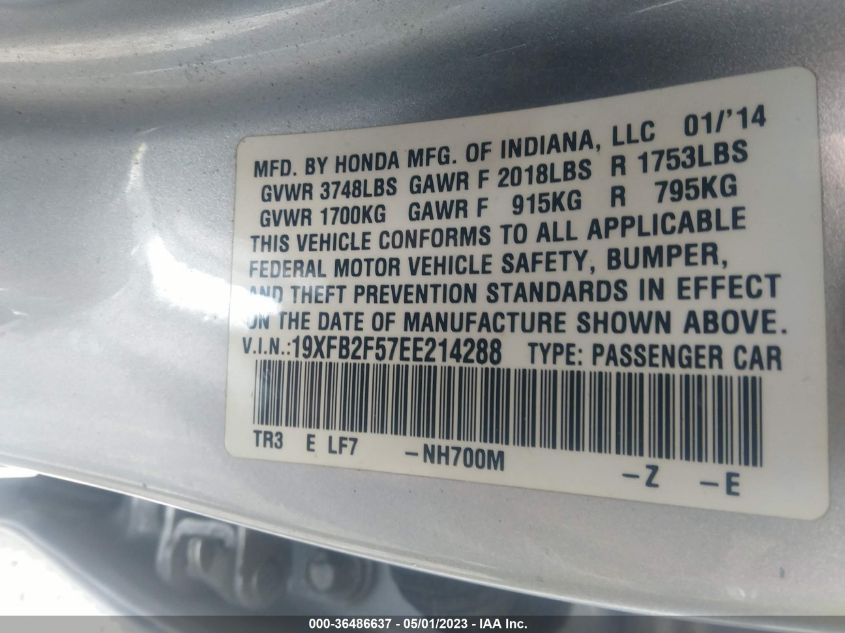 MFD. BY HONDA MFG. OF INDIANA, LLC 01/'14
GVWR 3748LBS GAWR F 2018LBS R 1753LBS
GVWR 1700KG GAWR F 915KG R 795KG
THIS VEHICLE CONFORMS TO ALL APPLICABLE
FEDERAL MOTOR VEHICLE SAFETY, BUMPER,
AND THEFT PREVENTION STANDARDS IN EFFECT
ON THE DATE OF MANUFACTURE SHOWN ABOVE.
V.I.N.:19XFB2F57EE214288 TYPE: PASSENGER CAR
TR3 E LF7 -NH700M -Z -E
000-36486637 - 05/01/2023 - IAA Inc.